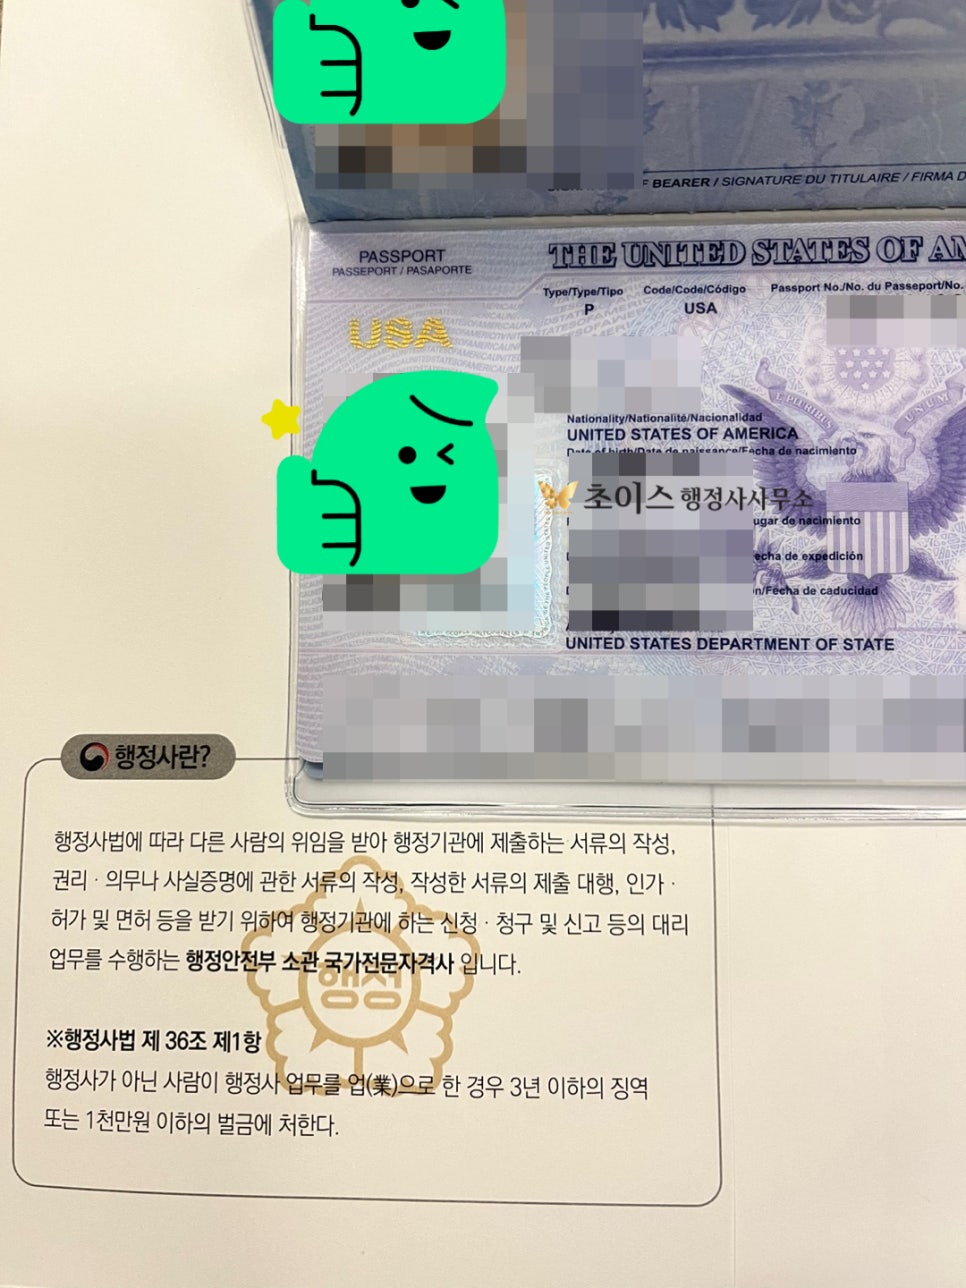 BEARER / SIGNATURE DU TITULAIRE / FIRMA D
PASSPORT
PASSEPORT / PASAPORTE
THE UNITED STATES OF AM
Type/Type/Tipo Code/Code/Código Passport No./No. du Passeport/No.
P USA
USA
E PLURIBUS UNUM
Nationality/Nationalité/Nacionalidad
UNITED STATES OF AMERICA
Date of birth/Date de naissance/Fecha de nacimiento
초이스 행정사사무소
ugar de nacimiento
echa de expedición
n/Fecha de caducidad
UNITED STATES DEPARTMENT OF STATE
행정사란?
행정사법에 따라 다른 사람의 위임을 받아 행정기관에 제출하는 서류의 작성,
권리 · 의무나 사실증명에 관한 서류의 작성, 작성한 서류의 제출 대행, 인가 ·
허가 및 면허 등을 받기 위하여 행정기관에 하는 신청 · 청구 및 신고 등의 대리
업무를 수행하는 행정안전부 소관 국가전문자격사 입니다.
행정
※행정사법 제 36조 제1항
행정사가 아닌 사람이 행정사 업무를 업(業)으로 한 경우 3년 이하의 징역
또는 1천만원 이하의 벌금에 처한다.